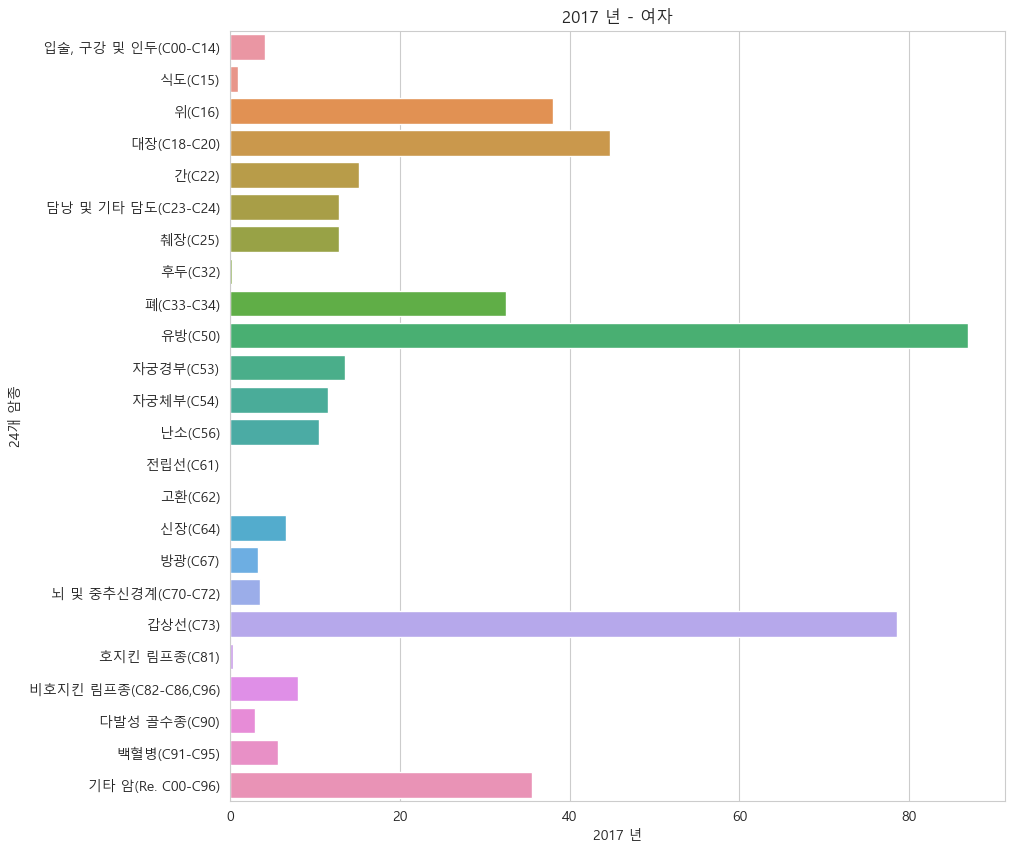 2017 년 - 여자
입술, 구강 및 인두(C00-C14)
식도(C15)
위(C16)
대장(C18-C20)
간(C22)
담낭 및 기타 담도(C23-C24)
췌장(C25)
후두(C32)
폐(C33-C34)
유방(C50)
자궁경부(C53)
자궁체부(C54)
난소(C56)
전립선(C61)
고환(C62)
신장(C64)
방광(C67)
뇌 및 중추신경계(C70-C72)
갑상선(C73)
호지킨 림프종(C81)
비호지킨 림프종(C82-C86,C96)
다발성 골수종(C90)
백혈병(C91-C95)
기타 암(Re. C00-C96)
24개 암종
0 20 40 60 80
2017 년